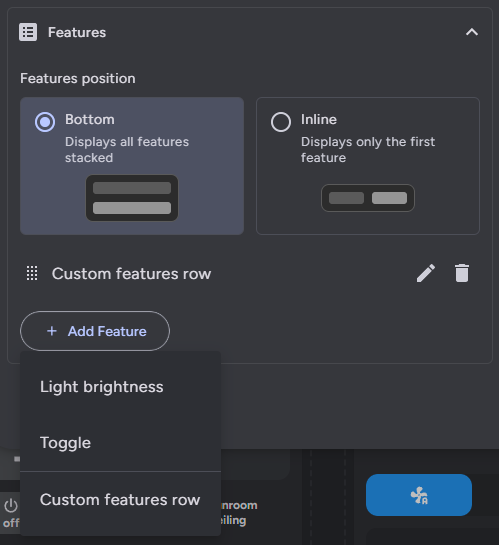 Features
Features position
Bottom
Displays all features
stacked
Inline
Displays only the first
feature
Custom features row
+ Add Feature
Light brightness
Toggle
Custom features row
off
nroom
eiling
A